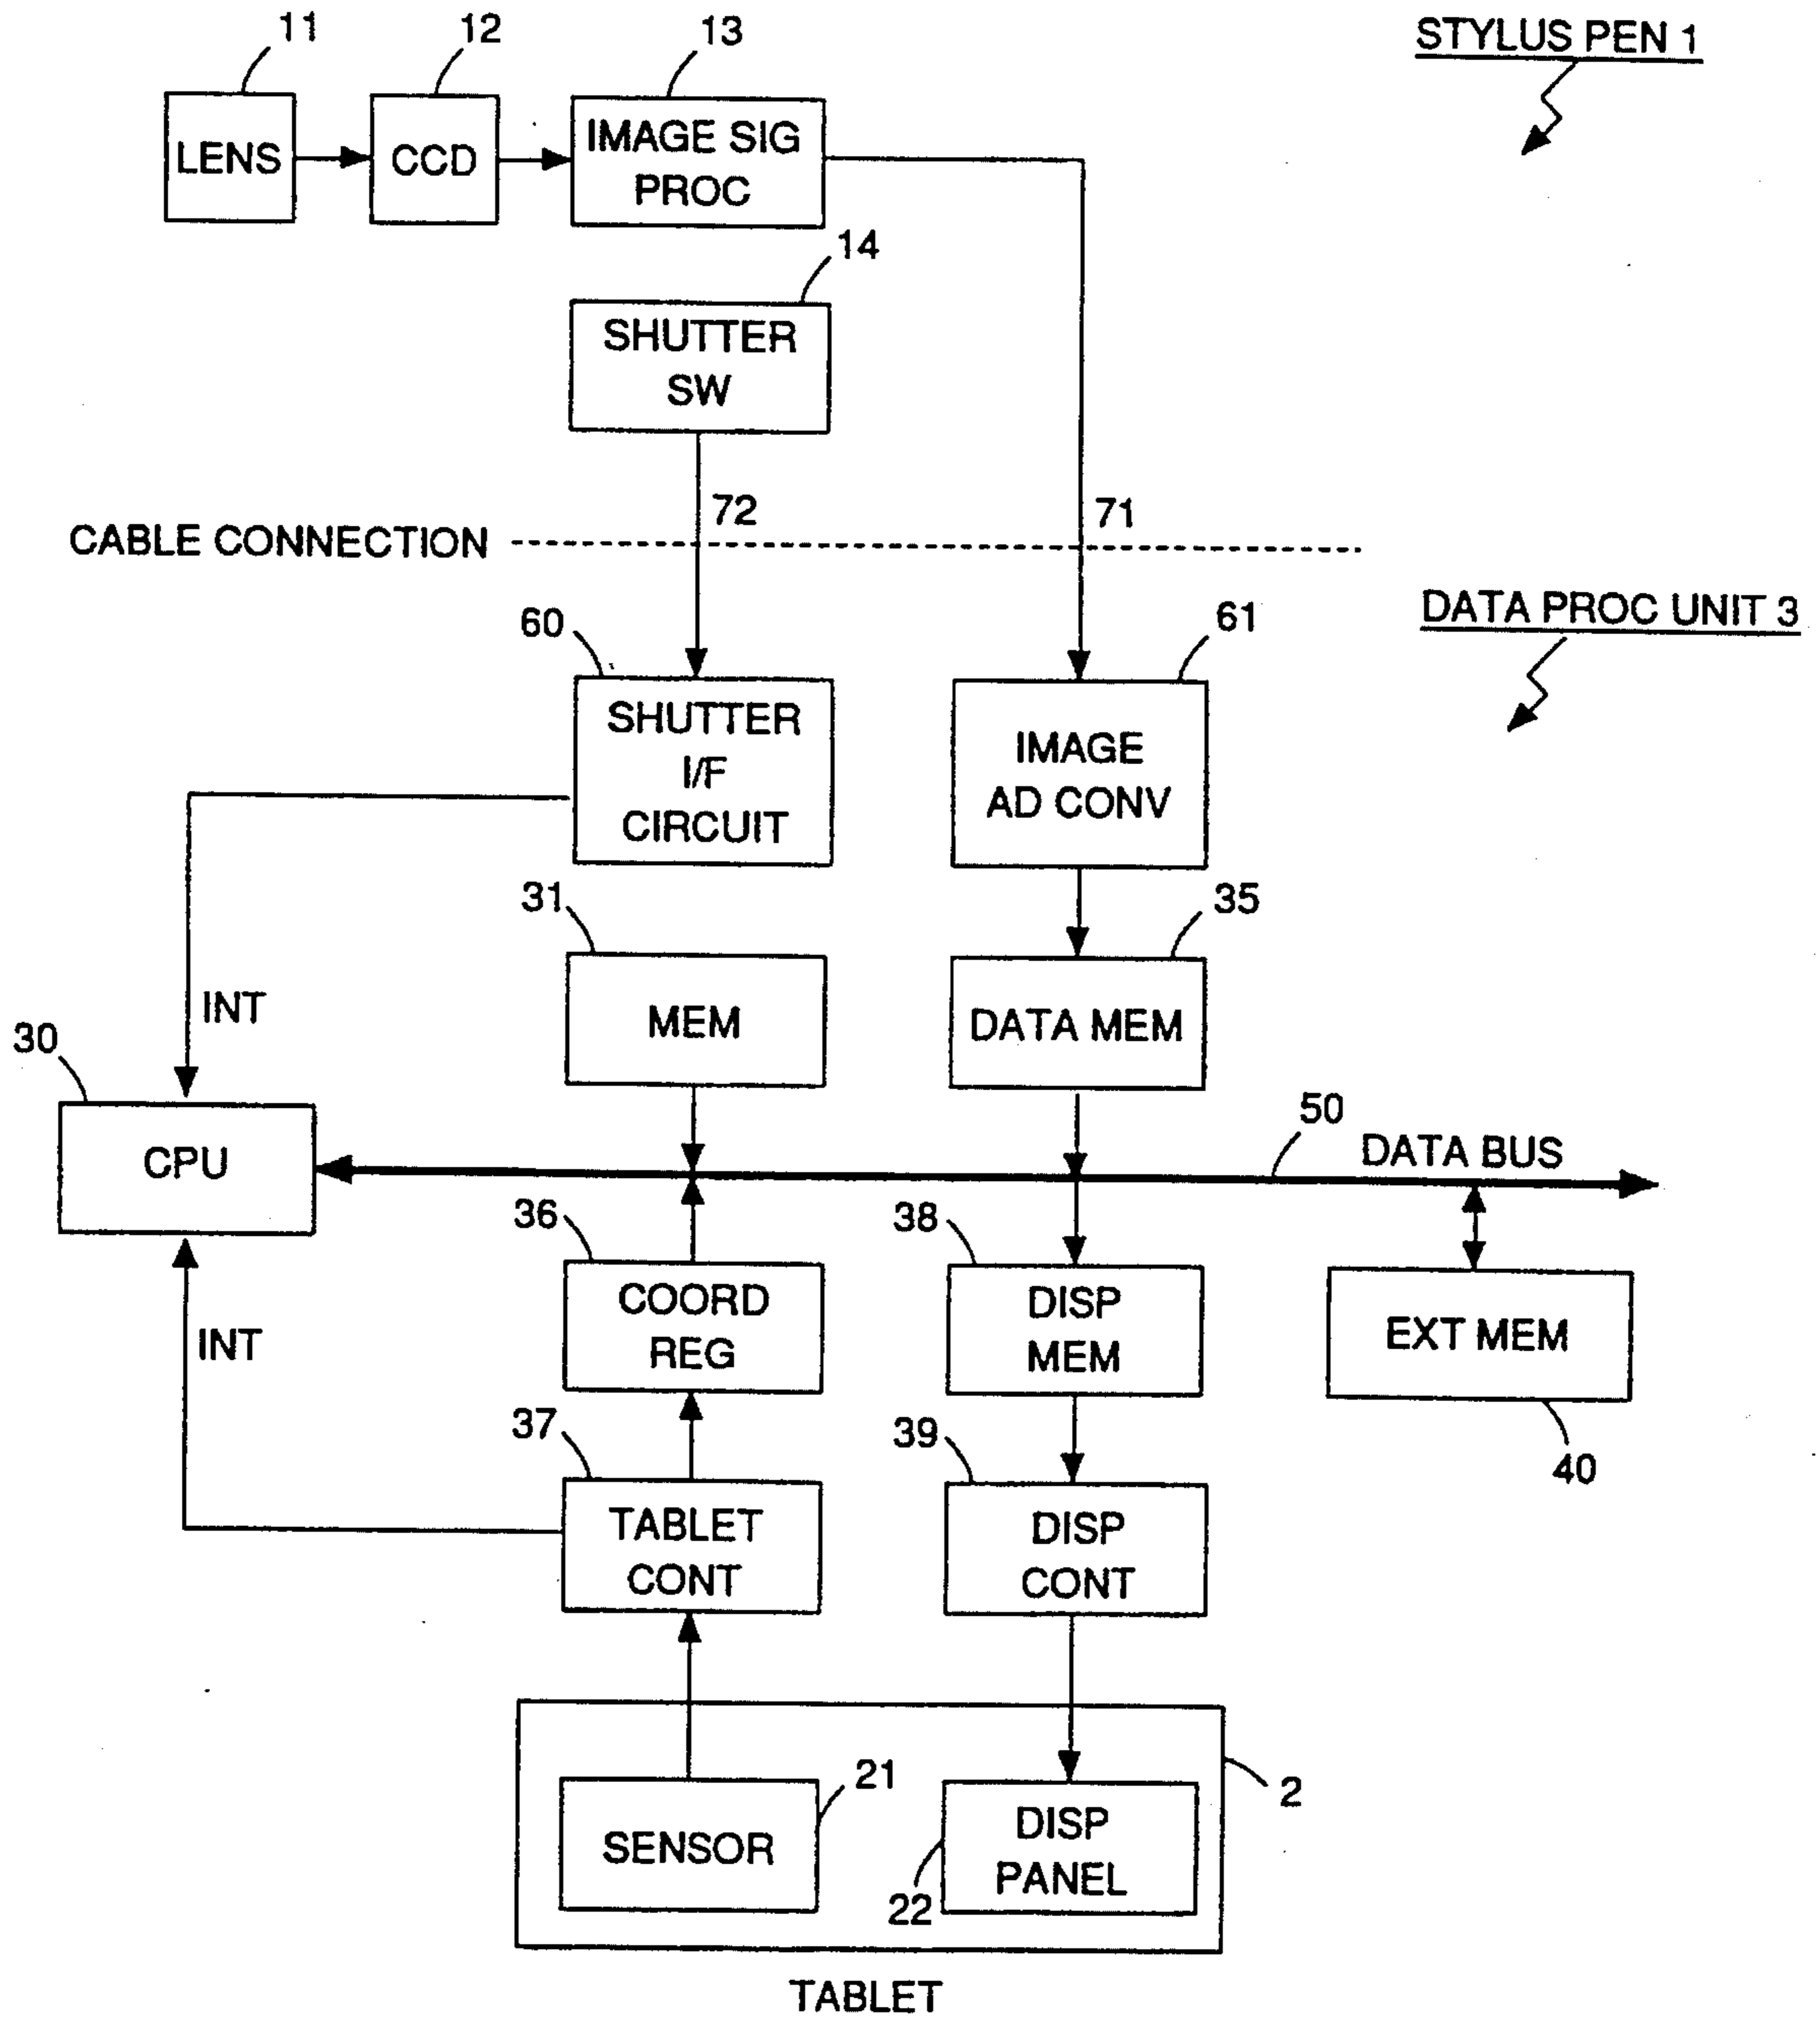 11
12
13
STYLUS PEN 1
LENS
CCD
IMAGE SIG
PROC
14
SHUTTER
SW
72
71
CABLE CONNECTION
DATA PROC UNIT 3
60
61
SHUTTER
I/F
CIRCUIT
IMAGE
AD CONV
31
35
INT
MEM
DATA MEM
30
CPU
50
DATA BUS
36
38
COORD
REG
DISP
MEM
EXT MEM
INT
37
39
40
TABLET
CONT
DISP
CONT
21
2
SENSOR
DISP
PANEL
22
TABLET